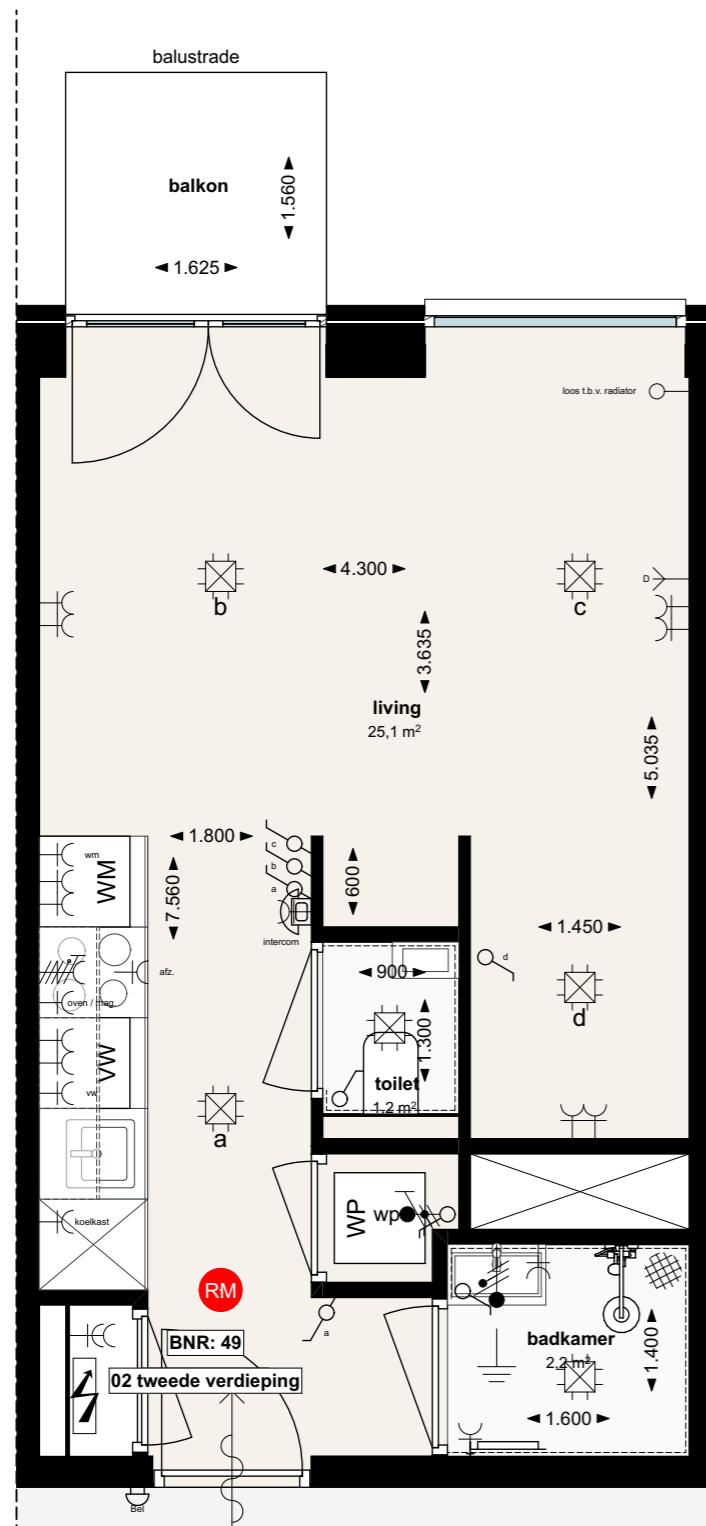 balustrade
balkon
1.560
1.625
loos t.b.v. radiator
4.300
D
b
c
3.635
living
25,1 m²
5.035
1.800
c
b
a
wm
WM
7.560
600
intercom
1.450
d
afz.
900
oven / mag.
d
1.300
VW
vw
toilet
1,2 m²
a
WP
wp
koelkast
RM
a
BNR: 49
badkamer
2,2 m²
1.400
02 tweede verdieping
1.600
Bel